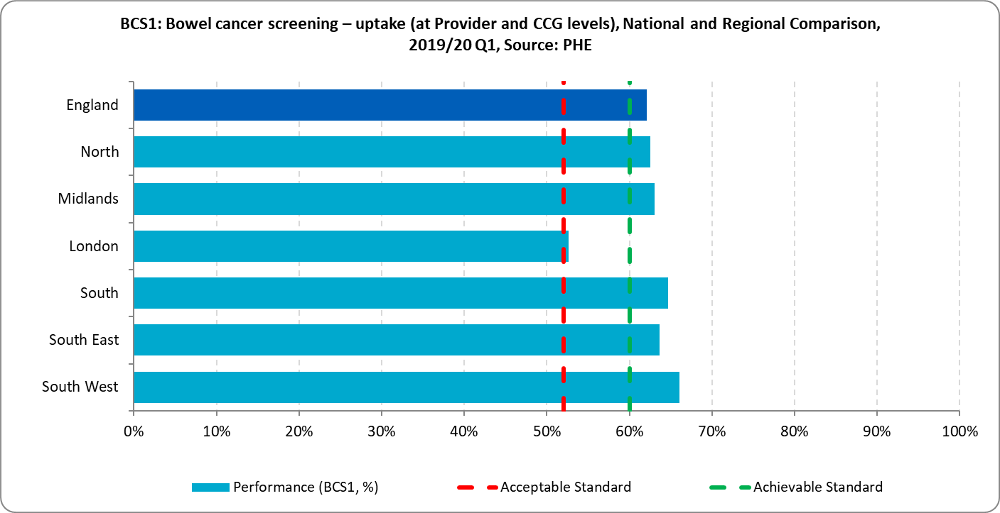 BCS1: Bowel cancer screening – uptake (at Provider and CCG levels), National and Regional Comparison,
2019/20 Q1, Source: PHE
England
North
Midlands
London
South
South East
South West
0% 10% 20% 30% 40% 50% 60% 70% 80% 90% 100%
Performance (BCS1, %) Acceptable Standard Achievable Standard